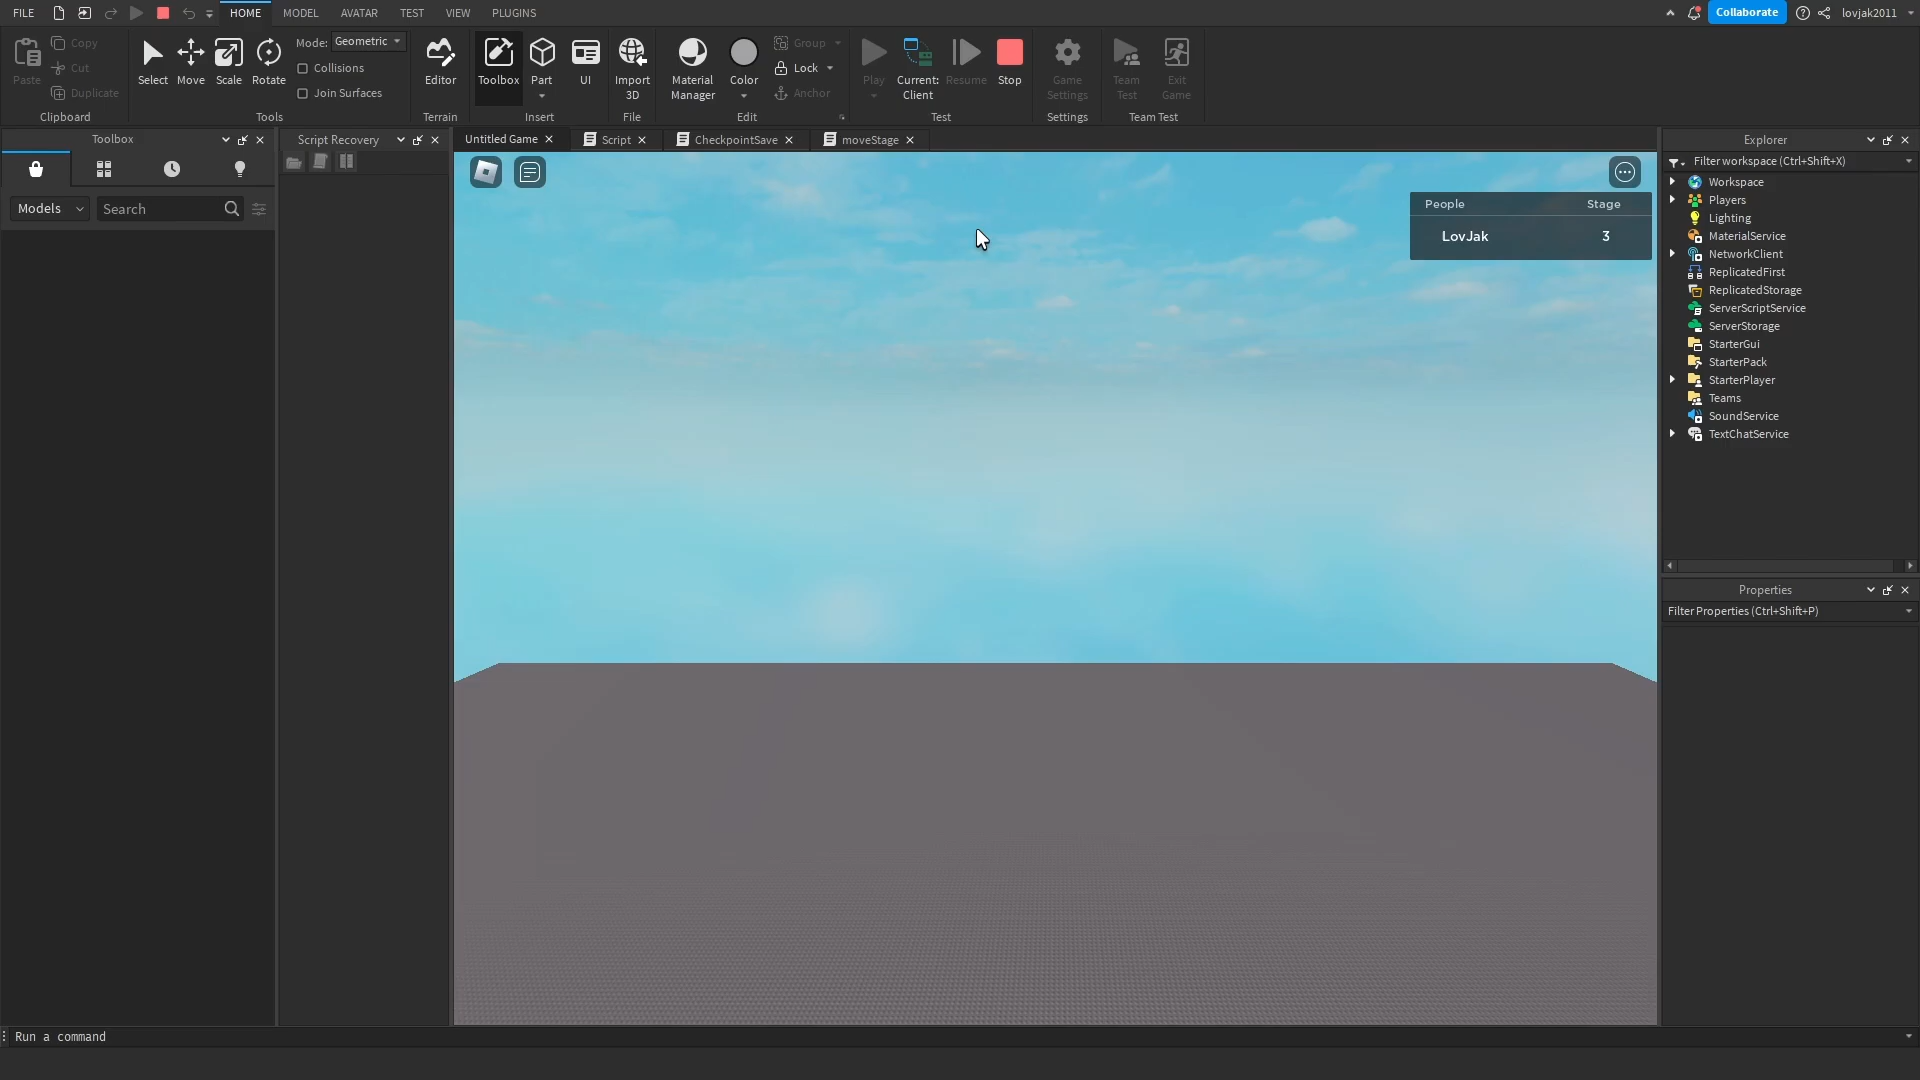 FILE HOME MODEL AVATAR TEST VIEW PLUGINS Collaborate lovjak2011
Paste Copy Cut Duplicate
Clipboard
Select Move Scale Rotate Mode: Geometric
Collisions
Join Surfaces
Tools
Editor
Terrain
Toolbox Part UI
Insert
Import 3D
File
Material Manager Color Group Lock Anchor
Edit
Play Current: Client Resume Stop
Test
Game Settings
Settings
Team Test Exit Game
Team Test
Toolbox Script Recovery Untitled Game Script CheckpointSave moveStage Explorer
Models Search
People Stage
LovJak 3
Filter workspace (Ctrl+Shift+X)
Workspace
Players
Lighting
MaterialService
NetworkClient
ReplicatedFirst
ReplicatedStorage
ServerScriptService
ServerStorage
StarterGui
StarterPack
StarterPlayer
Teams
SoundService
TextChatService
Properties
Filter Properties (Ctrl+Shift+P)
Run a command